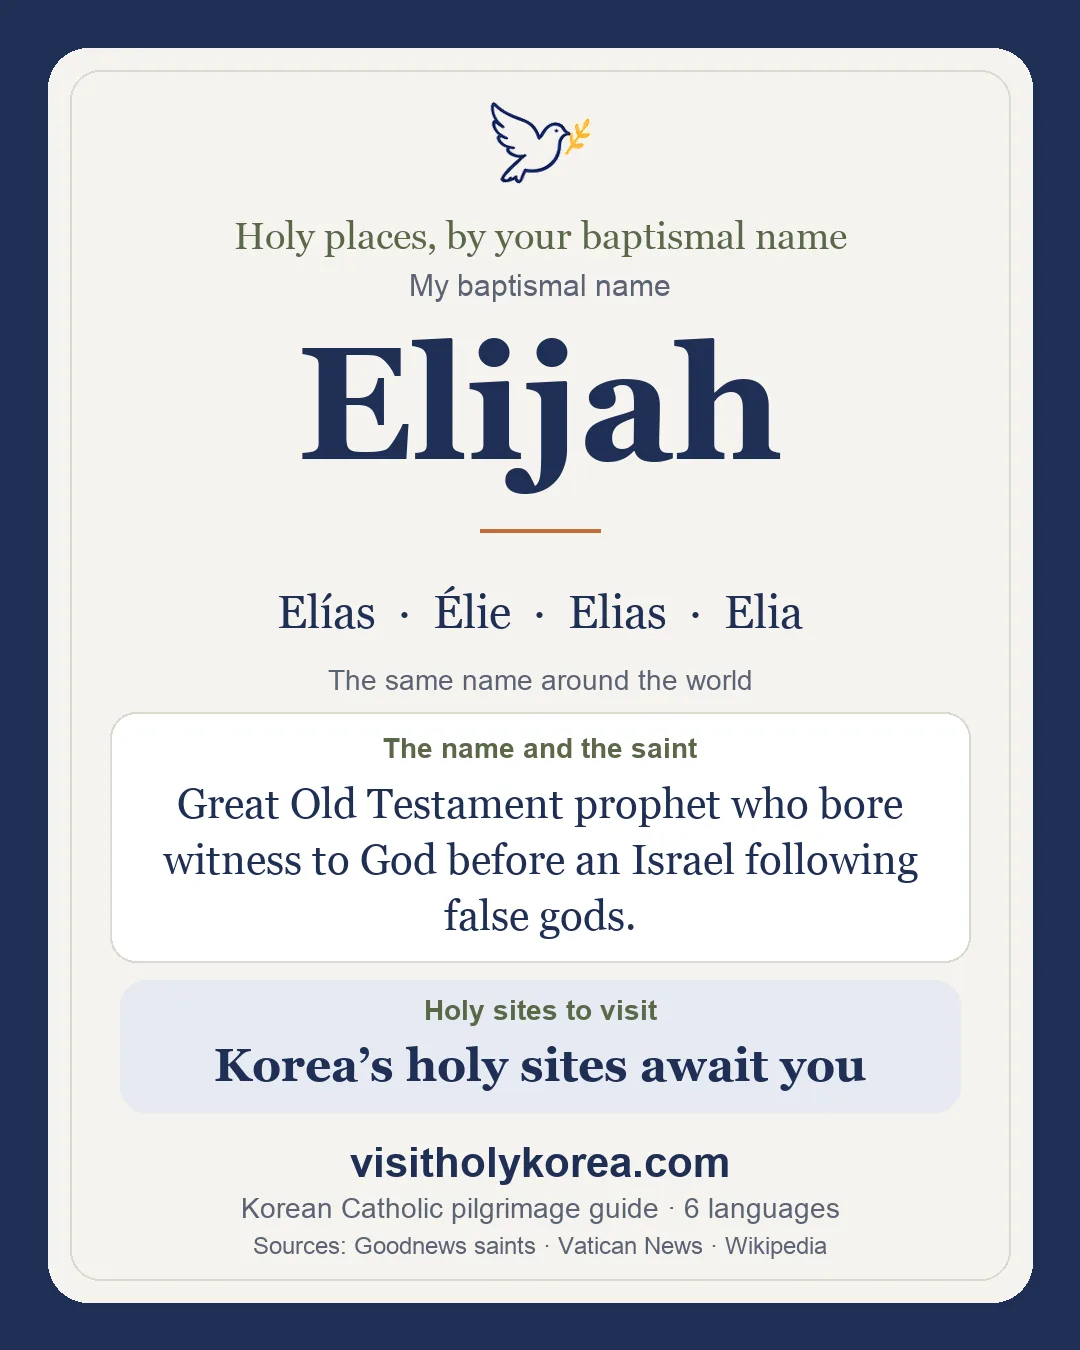 Holy places, by your baptismal name
My baptismal name
Elijah
Elías · Élie · Elias · Elia
The same name around the world
The name and the saint
Great Old Testament prophet who bore
witness to God before an Israel following
false gods.
Holy sites to visit
Korea’s holy sites await you
visitholykorea.com
Korean Catholic pilgrimage guide · 6 languages
Sources: Goodnews saints · Vatican News · Wikipedia